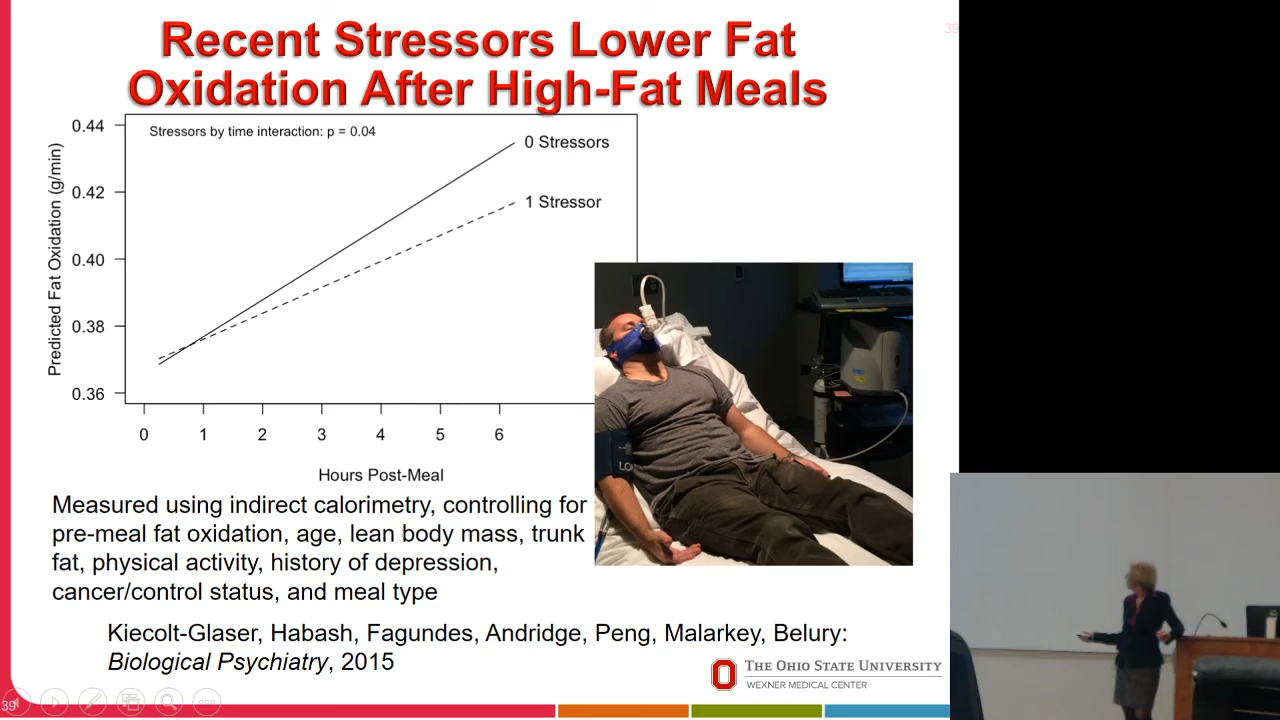 Recent Stressors Lower Fat
Oxidation After High-Fat Meals
39
Stressors by time interaction: p = 0.04
Predicted Fat Oxidation (g/min)
0.44
0.42
0.40
0.38
0.36
0 Stressors
1 Stressor
0 1 2 3 4 5 6
Hours Post-Meal
Measured using indirect calorimetry, controlling for
pre-meal fat oxidation, age, lean body mass, trunk
fat, physical activity, history of depression,
cancer/control status, and meal type
Kiecolt-Glaser, Habash, Fagundes, Andridge, Peng, Malarkey, Belury:
Biological Psychiatry, 2015
THE OHIO STATE UNIVERSITY
WEXNER MEDICAL CENTER
39